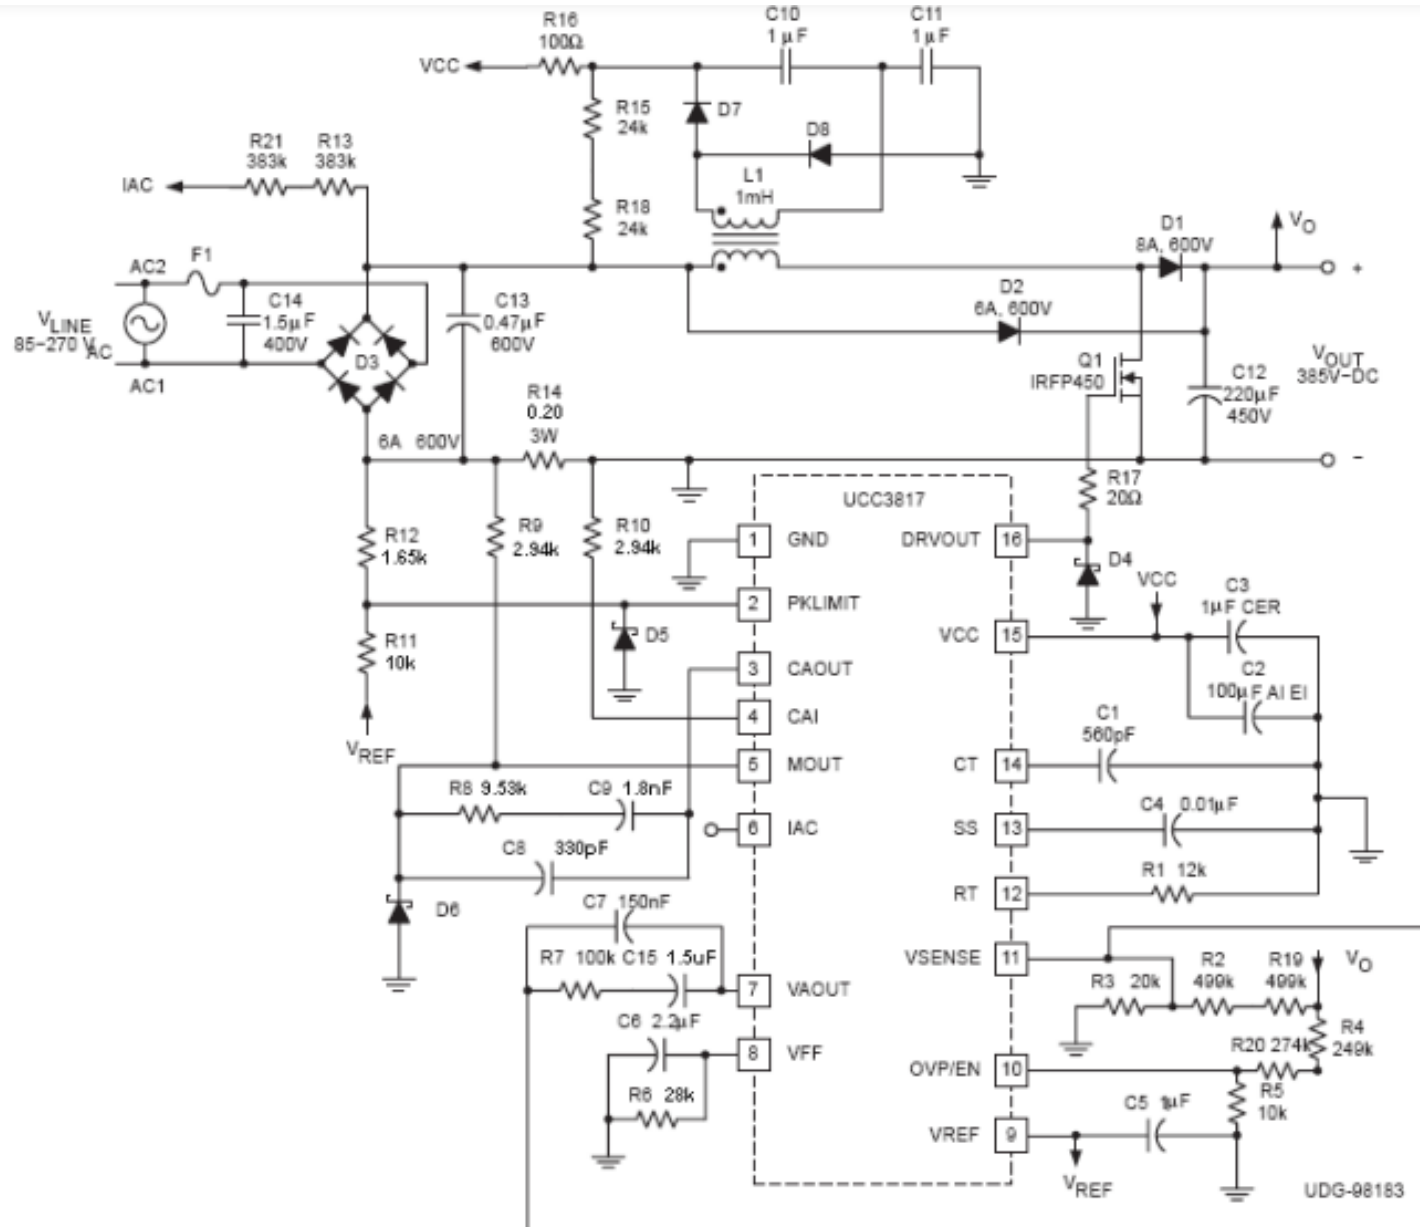 R16
100Ω
C10
1µF
C11
1µF
VCC
R15
24k
D7
D8
R21
383k
R13
383k
IAC
L1
1mH
R18
24k
D1
8A, 600V
VO
AC2
F1
+
D2
6A, 600V
C14
1.5µF
400V
C13
0.47µF
600V
VLINE
85–270 VAC
D3
Q1
IRFP450
VOUT
385V–DC
AC1
C12
220µF
450V
R14
0.20
3W
6A 600V
–
R17
20Ω
UCC3817
R12
1.65k
R9
2.94k
R10
2.94k
1 GND
DRVOUT 16
D4
VCC
C3
1µF CER
2 PKLIMIT
D5
VCC 15
R11
10k
3 CAOUT
C2
100µF AI EI
4 CAI
C1
560pF
VREF
5 MOUT
CT 14
R8 9.53k
C9 1.8nF
C4 0.01µF
6 IAC
SS 13
C8 330pF
R1 12k
RT 12
D6
C7 150nF
R7 100k C15 1.5uF
VSENSE 11
R3 20k
R2
499k
R19
499k
VO
7 VAOUT
C6 2.2µF
R4
249k
R20 274k
8 VFF
OVP/EN 10
R6 28k
R5
10k
C5 1µF
VREF 9
VREF
UDG-98183